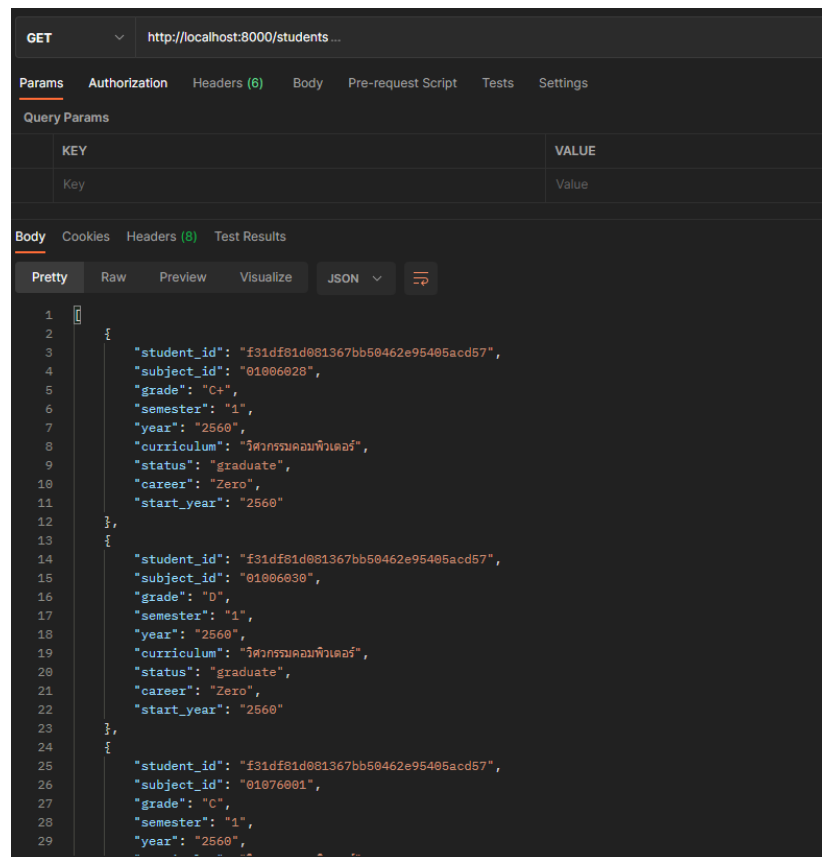 GET http://localhost:8000/students ...
Params Authorization Headers (6) Body Pre-request Script Tests Settings
Query Params
KEY VALUE
Key Value
Body Cookies Headers (8) Test Results
Pretty Raw Preview Visualize JSON
1 [
2 {
3 "student_id": "f31df81d081367bb50462e95405acd57",
4 "subject_id": "01006028",
5 "grade": "C+",
6 "semester": "1",
7 "year": "2560",
8 "curriculum": "วิศวกรรมคอมพิวเตอร์",
9 "status": "graduate",
10 "career": "Zero",
11 "start_year": "2560"
12 },
13 {
14 "student_id": "f31df81d081367bb50462e95405acd57",
15 "subject_id": "01006030",
16 "grade": "D",
17 "semester": "1",
18 "year": "2560",
19 "curriculum": "วิศวกรรมคอมพิวเตอร์",
20 "status": "graduate",
21 "career": "Zero",
22 "start_year": "2560"
23 },
24 {
25 "student_id": "f31df81d081367bb50462e95405acd57",
26 "subject_id": "01076001",
27 "grade": "C",
28 "semester": "1",
29 "year": "2560",